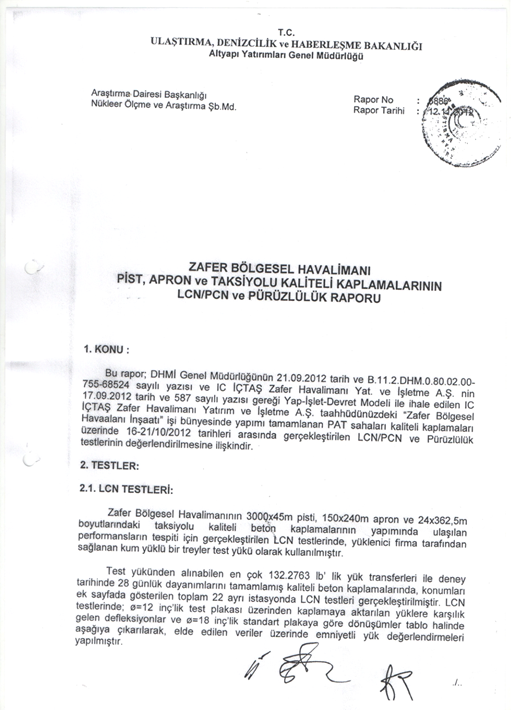 T.C.
ULAŞTIRMA, DENİZCİLİK ve HABERLEŞME BAKANLIĞI
Altyapı Yatırımları Genel Müdürlüğü
Araştırma Dairesi Başkanlığı
Nükleer Ölçme ve Araştırma Şb.Md.
Rapor No :
Rapor Tarihi :
ZAFER BÖLGESEL HAVALİMANI
PİST, APRON ve TAKSİYOLU KALİTELİ KAPLAMALARININ
LCN/PCN ve PÜRÜZLÜLÜK RAPORU
1. KONU :
Bu rapor; DHMİ Genel Müdürlüğünün 21.09.2012 tarih ve B.11.2.DHM.0.80.02.00-
755-68524 sayılı yazısı ve IC İÇTAŞ Zafer Havalimanı Yat. ve İşletme A.Ş. nin
17.09.2012 tarih ve 587 sayılı yazısı gereği Yap-İşlet-Devret Modeli ile ihale edilen IC
İÇTAŞ Zafer Havalimanı Yatırım ve İşletme A.Ş. taahhüdünüzdeki “Zafer Bölgesel
Havaalanı İnşaatı” işi bünyesinde yapımı tamamlanan PAT sahaları kaliteli kaplamaları
üzerinde 16-21/10/2012 tarihleri arasında gerçekleştirilen LCN/PCN ve Pürüzlülük
testlerinin değerlendirilmesine ilişkindir.
2. TESTLER:
2.1. LCN TESTLERİ:
Zafer Bölgesel Havalimanının 3000x45m pisti, 150x240m apron ve 24x362,5m
boyutlarındaki taksiyolu kaliteli beton kaplamalarının yapımında ulaşılan
performansların tespiti için gerçekleştirilen LCN testlerinde, yüklenici firma tarafından
sağlanan kum yüklü bir treyler test yükü olarak kullanılmıştır.
Test yükünden alınabilen en çok 132.2763 lb’ lik yük transferleri ile deney
tarihinde 28 günlük dayanımlarını tamamlamış kaliteli beton kaplamalarında, konumları
ek sayfada gösterilen toplam 22 ayrı istasyonda LCN testleri gerçekleştirilmiştir. LCN
testlerinde; ø=12 inç’lik test plakası üzerinden kaplamaya aktarılan yüklere karşılık
gelen defleksiyonlar ve ø=18 inç’lik standart plakaya göre dönüşümler tablo halinde
aşağıya çıkarılarak, elde edilen veriler üzerinde emniyetli yük değerlendirmeleri
yapılmıştır.
./..